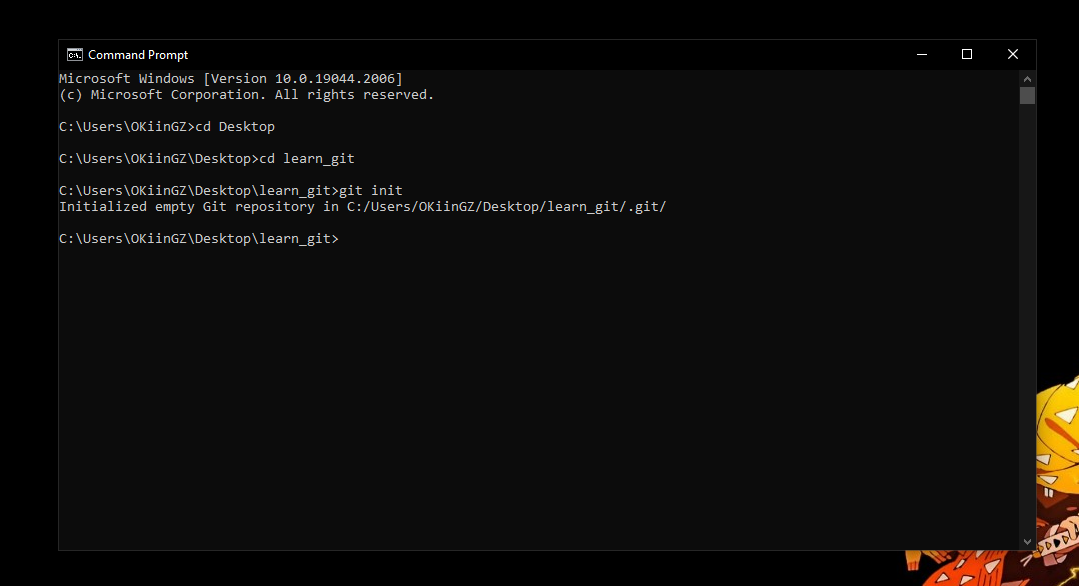 Command Prompt
Microsoft Windows [Version 10.0.19044.2006]
(c) Microsoft Corporation. All rights reserved.
C:\Users\OKiinGZ>cd Desktop
C:\Users\OKiinGZ\Desktop>cd learn_git
C:\Users\OKiinGZ\Desktop\learn_git>git init
Initialized empty Git repository in C:/Users/OKiinGZ/Desktop/learn_git/.git/
C:\Users\OKiinGZ\Desktop\learn_git>